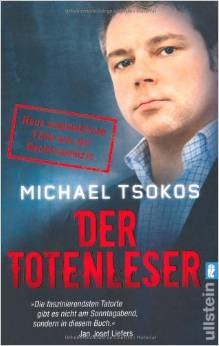 Neue unglaubliche
Fälle aus der
Rechtsmedizin
MICHAEL TSOKOS
DER
TOTENLESER
ullstein
»Die faszinierendsten Tatorte
gibt es nicht am Sonntagabend,
sondern in diesem Buch.«
Jan Josef Liefers